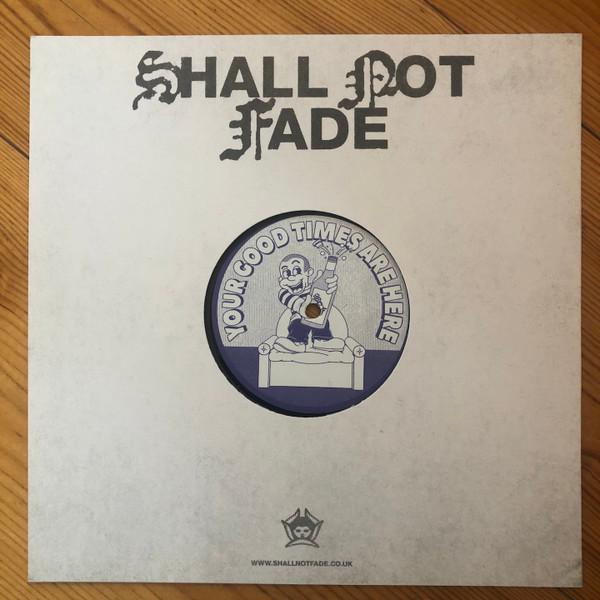 SHALL NOT
FADE
YOUR GOOD TIMES ARE HERE
WWW.SHALLNOTFADE.CO.UK